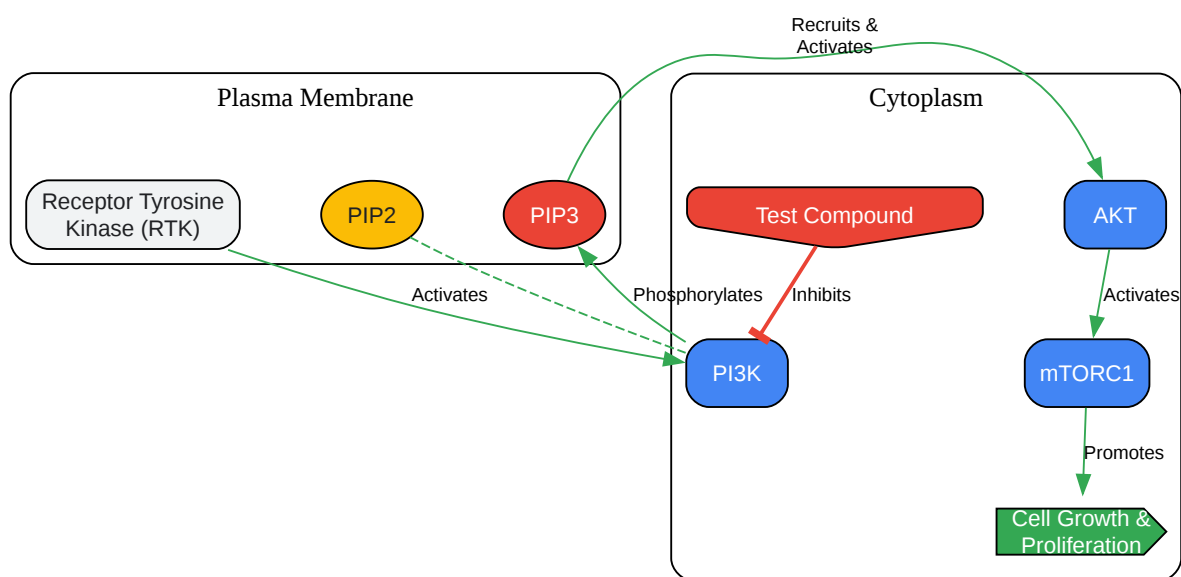 Recruits &
Activates
Plasma Membrane
Cytoplasm
Receptor Tyrosine
Kinase (RTK)
PIP2
PIP3
Test Compound
AKT
Activates
Phosphorylates
Inhibits
Activates
PI3K
mTORC1
Promotes
Cell Growth &
Proliferation